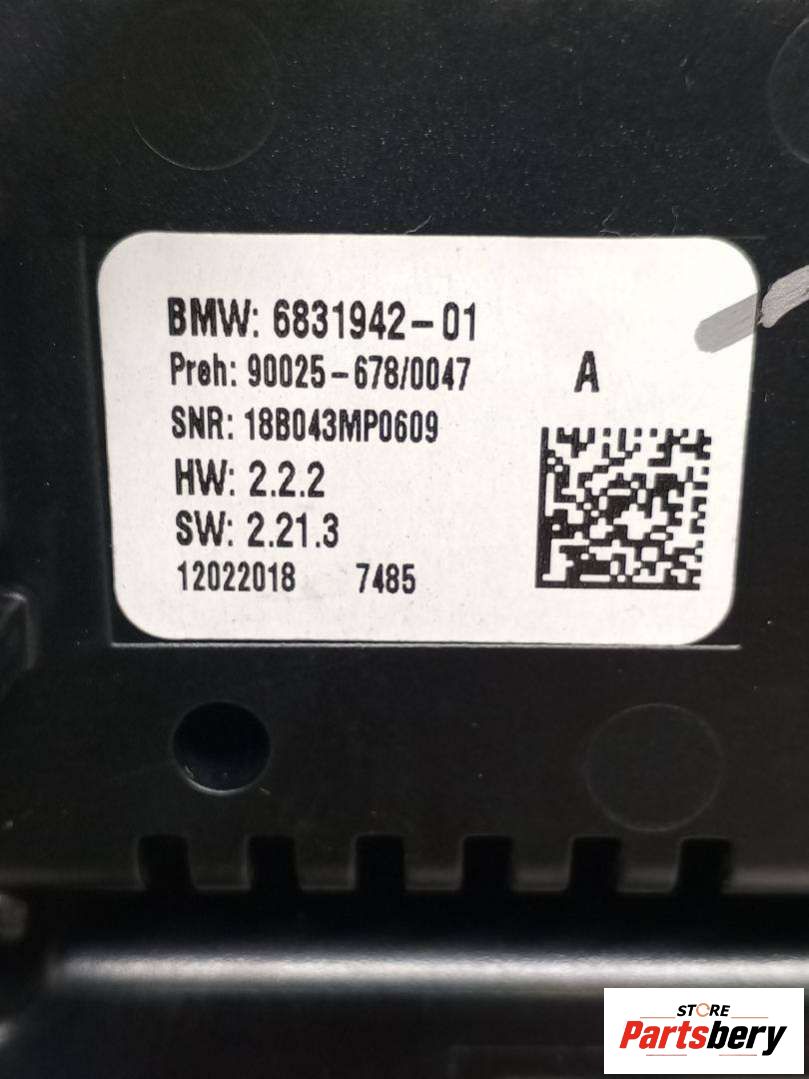 BMW: 6831942-01
Preh: 90025-678/0047
A
SNR: 18B043MP0609
HW: 2.2.2
SW: 2.21.3
12022018 7485
STORE
Partsbery